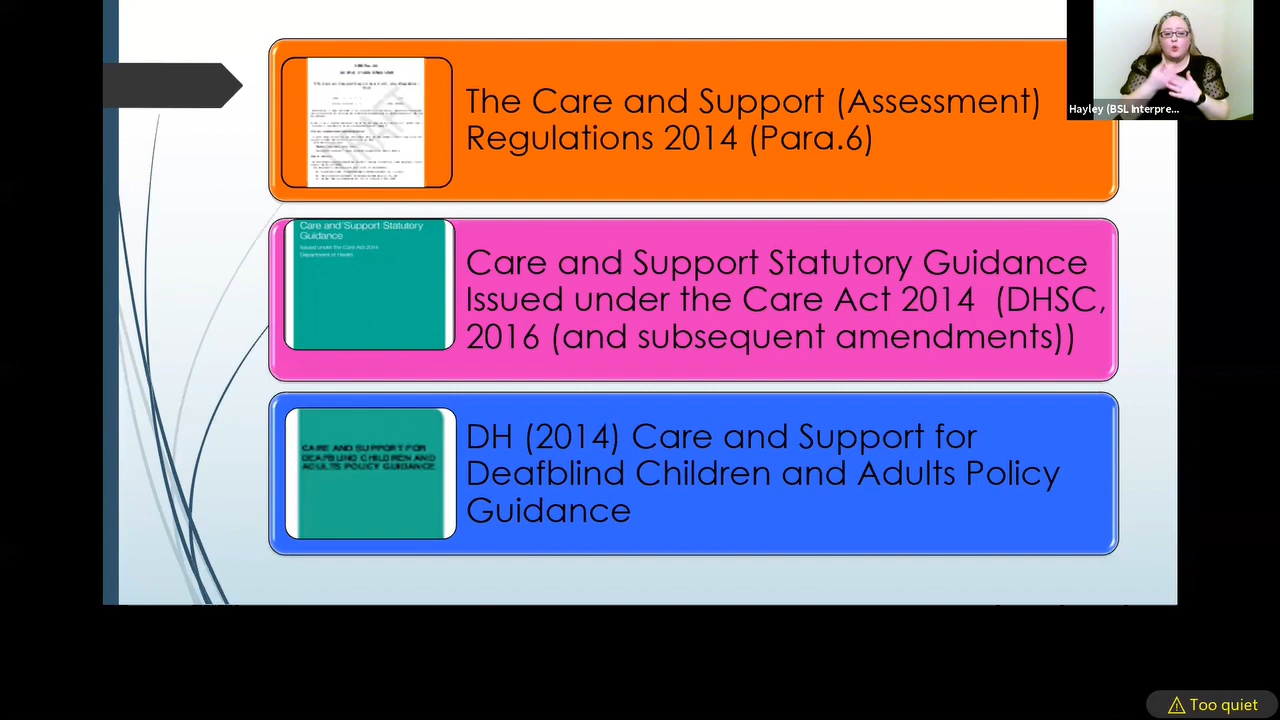 The Care and Support (Assessment)
Regulations 2014 (Para.6)
Hayley (BSL Interpre...
Care and Support Statutory
Guidance
Issued under the Care Act 2014
Department of Health
Care and Support Statutory Guidance
Issued under the Care Act 2014 (DHSC,
2016 (and subsequent amendments))
CARE AND SUPPORT FOR
DEAFBLIND CHILDREN AND
ADULTS POLICY GUIDANCE
DH (2014) Care and Support for
Deafblind Children and Adults Policy
Guidance
Too quiet